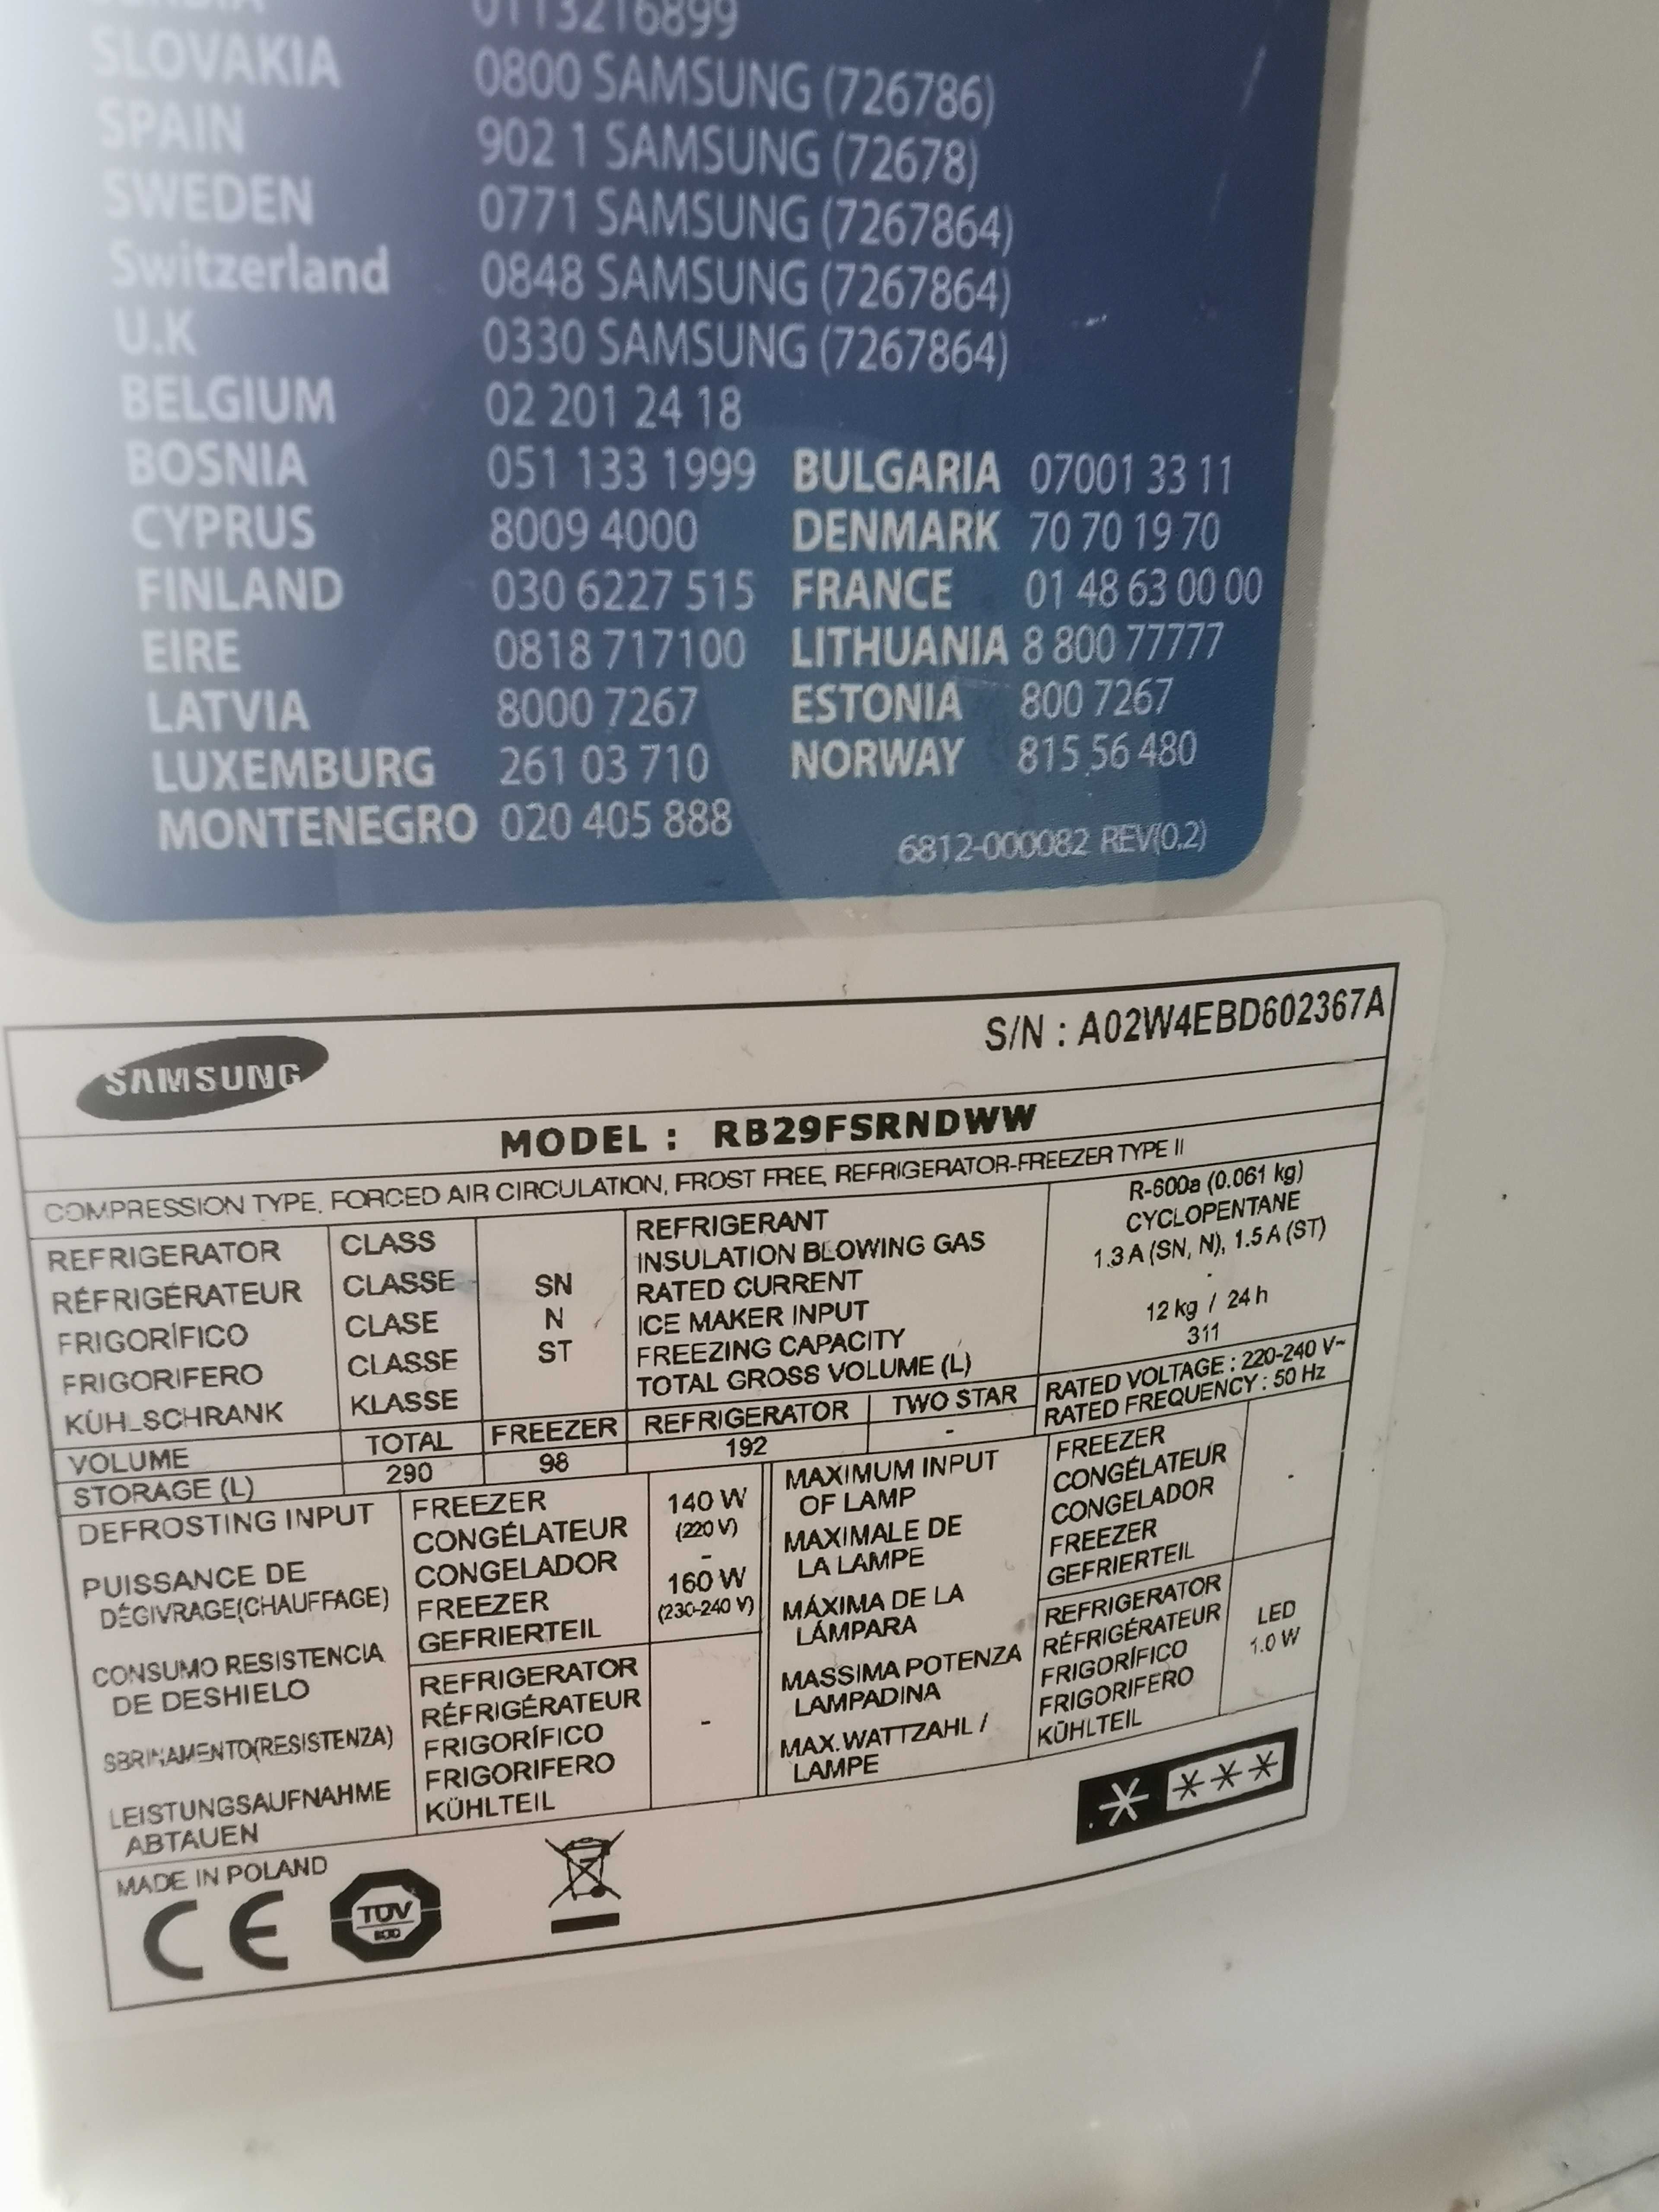 0113216899
SLOVAKIA 0800 SAMSUNG (726786)
SPAIN 902 1 SAMSUNG (72678)
SWEDEN 0771 SAMSUNG (7267864)
Switzerland 0848 SAMSUNG (7267864)
U.K 0330 SAMSUNG (7267864)
BELGIUM 02 201 24 18
BOSNIA 051 133 1999 BULGARIA 07001 33 11
CYPRUS 8009 4000 DENMARK 70 70 19 70
FINLAND 030 6227 515 FRANCE 01 48 63 00 00
EIRE 0818 717100 LITHUANIA 8 800 77777
LATVIA 8000 7267 ESTONIA 800 7267
LUXEMBURG 261 03 710 NORWAY 815 56 480
MONTENEGRO 020 405 888
6812-000082 REV(0.2)
S/N : A02W4EBD602367A
SAMSUNG
MODEL : RB29FSRNDWW
COMPRESSION TYPE, FORCED AIR CIRCULATION, FROST FREE, REFRIGERATOR-FREEZER TYPE II
REFRIGERATOR
RÉFRIGÉRATEUR
FRIGORÍFICO
FRIGORIFERO
KÜHLSCHRANK
CLASS
CLASSE
CLASE
CLASSE
KLASSE
SN
N
ST
REFRIGERANT R-600a (0.061 kg)
INSULATION BLOWING GAS CYCLOPENTANE
RATED CURRENT 1.3 A (SN, N), 1.5 A (ST)
ICE MAKER INPUT -
FREEZING CAPACITY 12 kg / 24 h
TOTAL GROSS VOLUME (L) 311
VOLUME
STORAGE (L)
TOTAL FREEZER REFRIGERATOR TWO STAR
290 98 192 -
RATED VOLTAGE : 220-240 V~
RATED FREQUENCY : 50 Hz
DEFROSTING INPUT
PUISSANCE DE
DÉGIVRAGE(CHAUFFAGE)
CONSUMO RESISTENCIA
DE DESHIELO
SBRINAMENTO(RESISTENZA)
LEISTUNGSAUFNAHME
ABTAUEN
FREEZER
CONGÉLATEUR
CONGELADOR
FREEZER
GEFRIERTEIL
140 W
(220 V)
-
160 W
(230-240 V)
REFRIGERATOR
RÉFRIGÉRATEUR
FRIGORÍFICO
FRIGORIFERO
KÜHLTEIL
-
MAXIMUM INPUT
OF LAMP
MAXIMALE DE
LA LAMPE
MÁXIMA DE LA
LÁMPARA
MASSIMA POTENZA
LAMPADINA
MAX.WATTZAHL /
LAMPE
FREEZER
CONGÉLATEUR
CONGELADOR
FREEZER
GEFRIERTEIL
-
REFRIGERATOR
RÉFRIGÉRATEUR
FRIGORÍFICO
FRIGORIFERO
KÜHLTEIL
LED
1.0 W
MADE IN POLAND
CE
TÜV